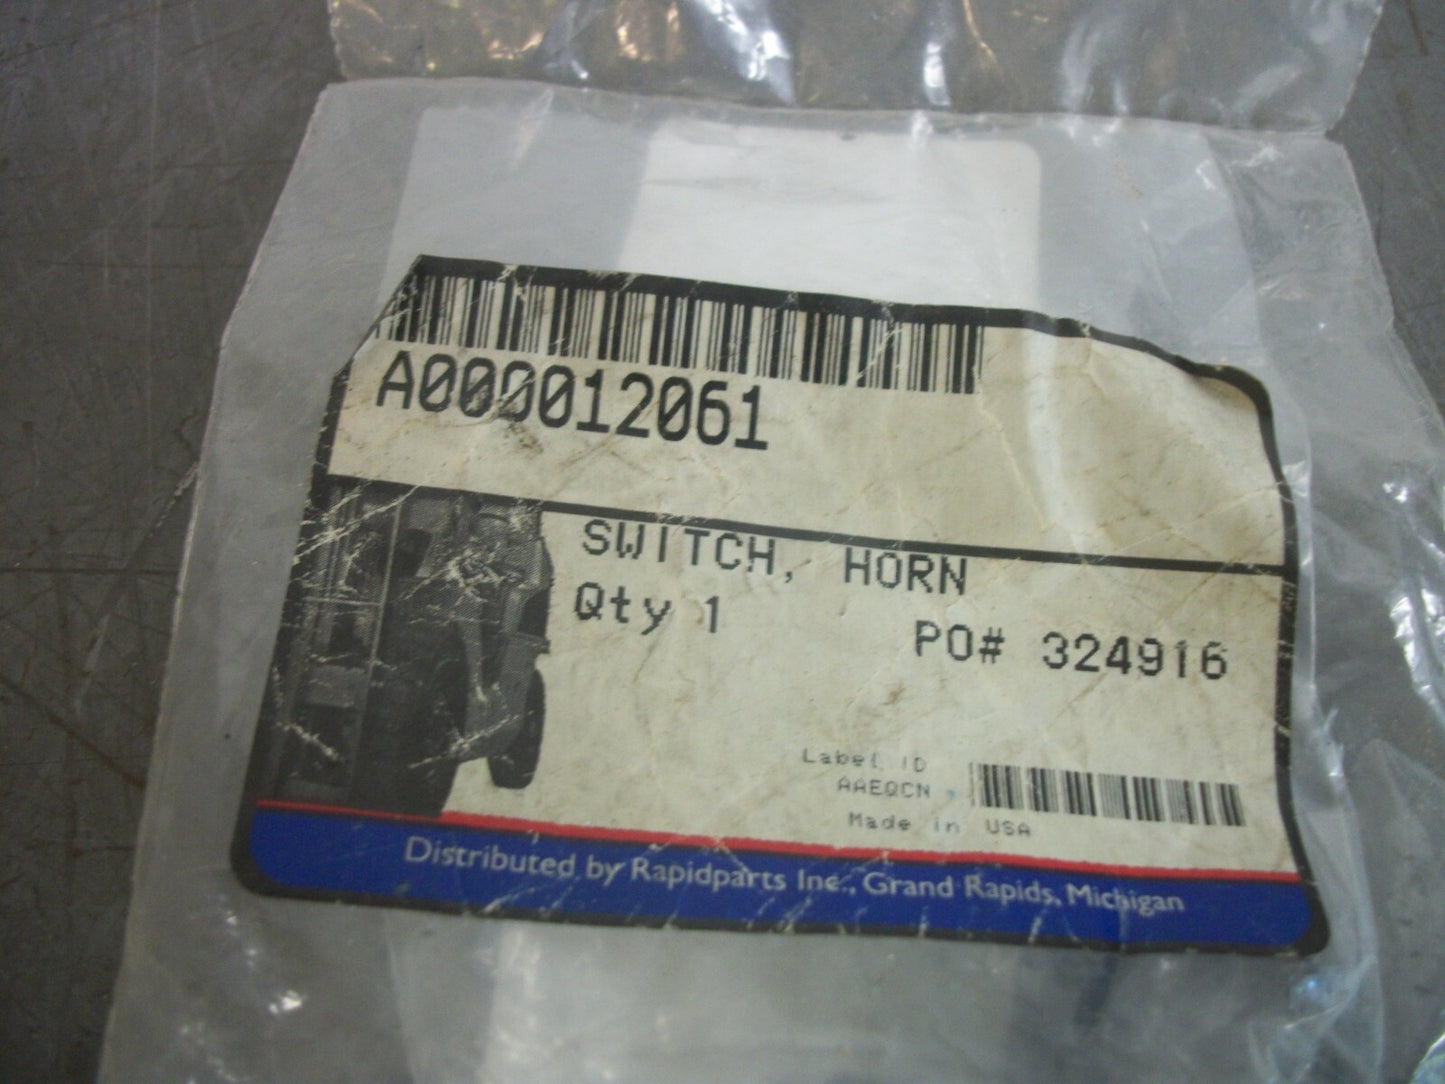 A000012061
SWITCH, HORN
Qty 1
PO# 324916
Label ID
AAEQCN
Made in USA
Distributed by Rapidparts Inc., Grand Rapids, Michigan